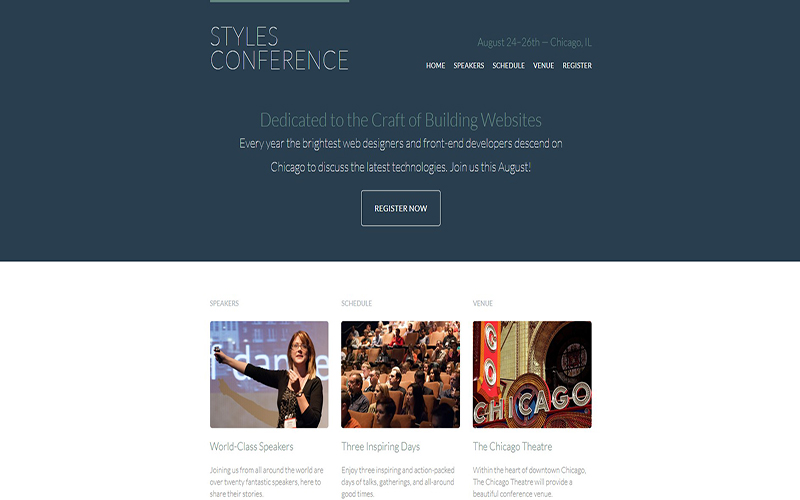 STYLES
CONFERENCE
August 24–26th — Chicago, IL
HOME SPEAKERS SCHEDULE VENUE REGISTER
Dedicated to the Craft of Building Websites
Every year the brightest web designers and front-end developers descend on
Chicago to discuss the latest technologies. Join us this August!
REGISTER NOW
SPEAKERS
SCHEDULE
VENUE
f dan
CO
CHICAGO
World-Class Speakers
Joining us from all around the world are
over twenty fantastic speakers, here to
share their stories.
Three Inspiring Days
Enjoy three inspiring and action-packed
days of talks, gatherings, and all-around
good times.
The Chicago Theatre
Within the heart of downtown Chicago,
The Chicago Theatre will provide a
beautiful conference venue.